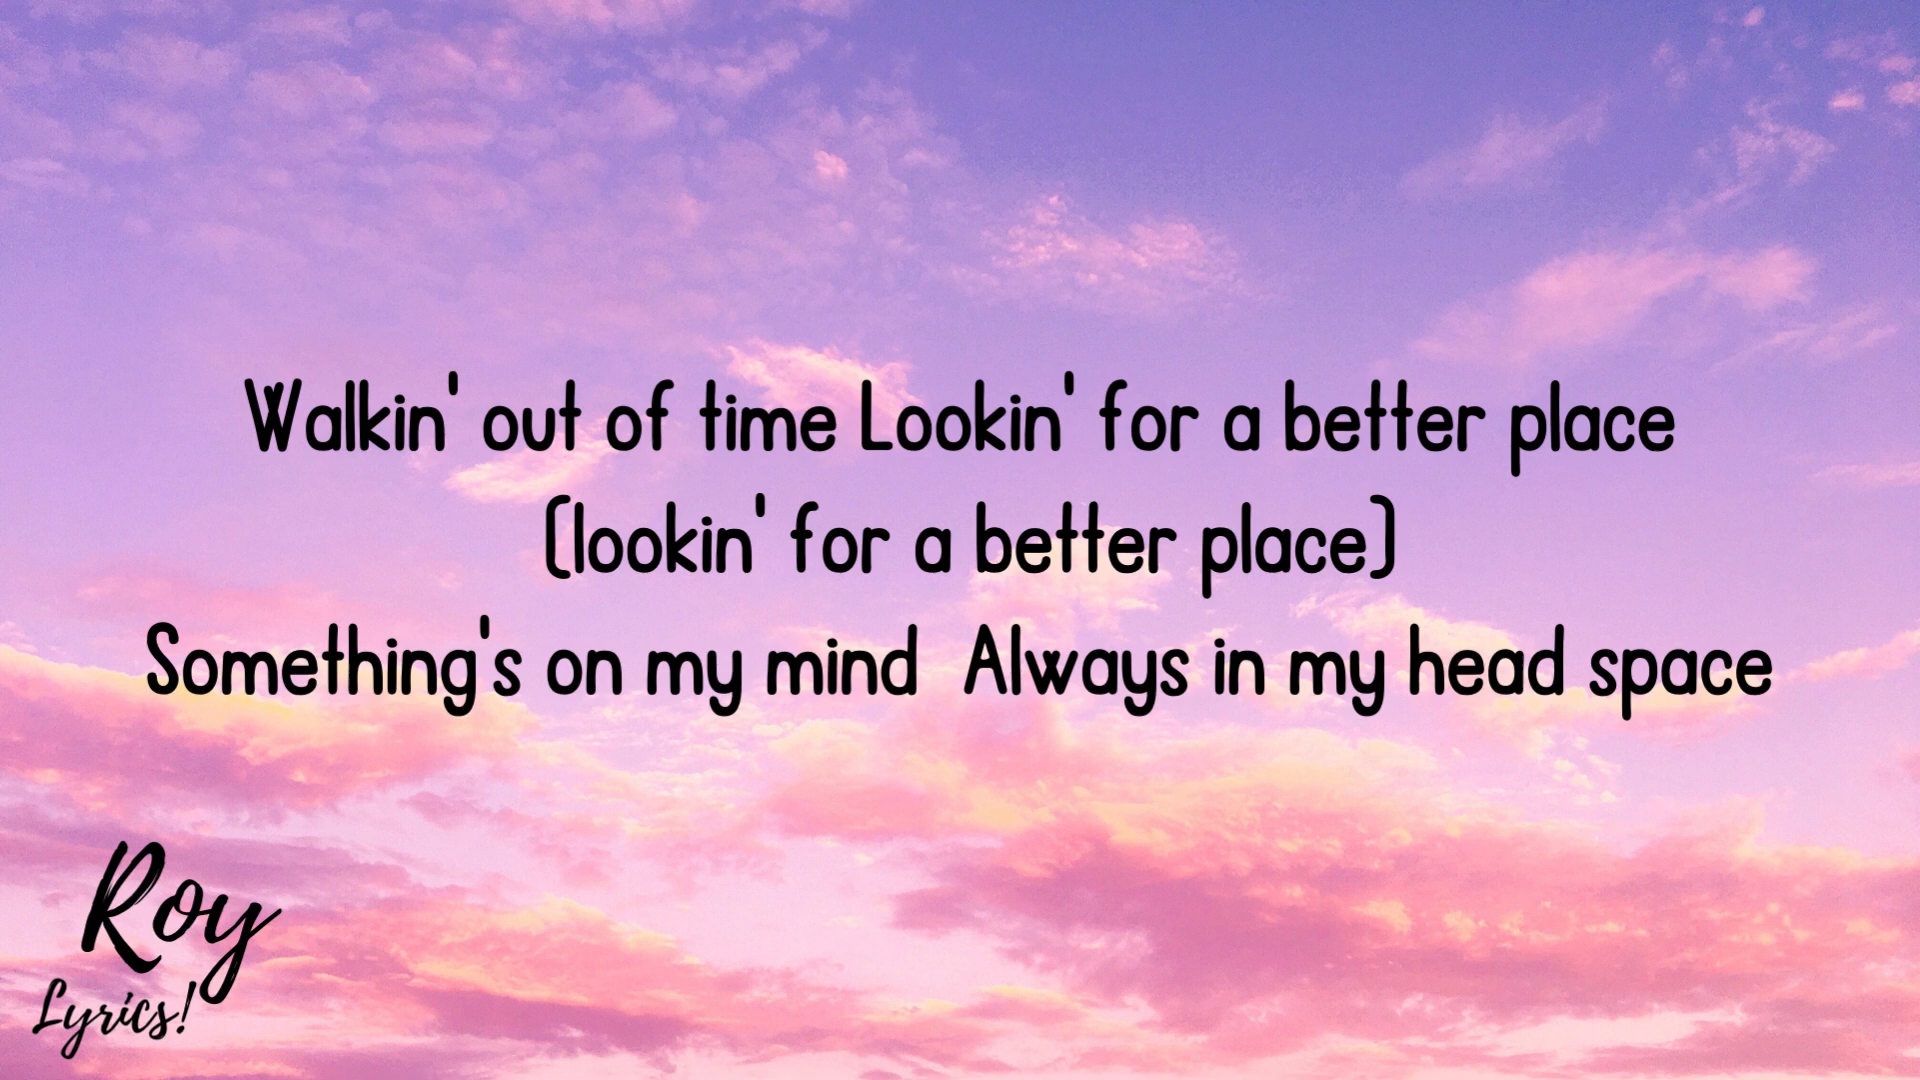 Walkin' out of time Lookin' for a better place
(lookin' for a better place)
Something's on my mind  Always in my head space
Roy
Lyrics!